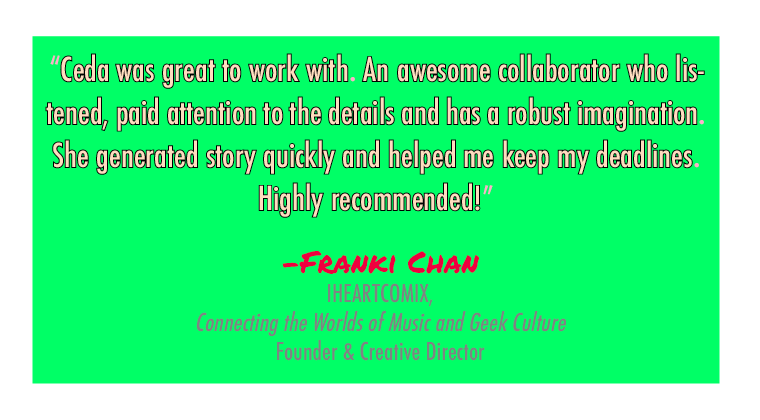 “Ceda was great to work with. An awesome collaborator who lis-
tened, paid attention to the details and has a robust imagination.
She generated story quickly and helped me keep my deadlines.
Highly recommended!”
–Franki Chan
IHEARTCOMIX,
Connecting the Worlds of Music and Geek Culture
Founder & Creative Director